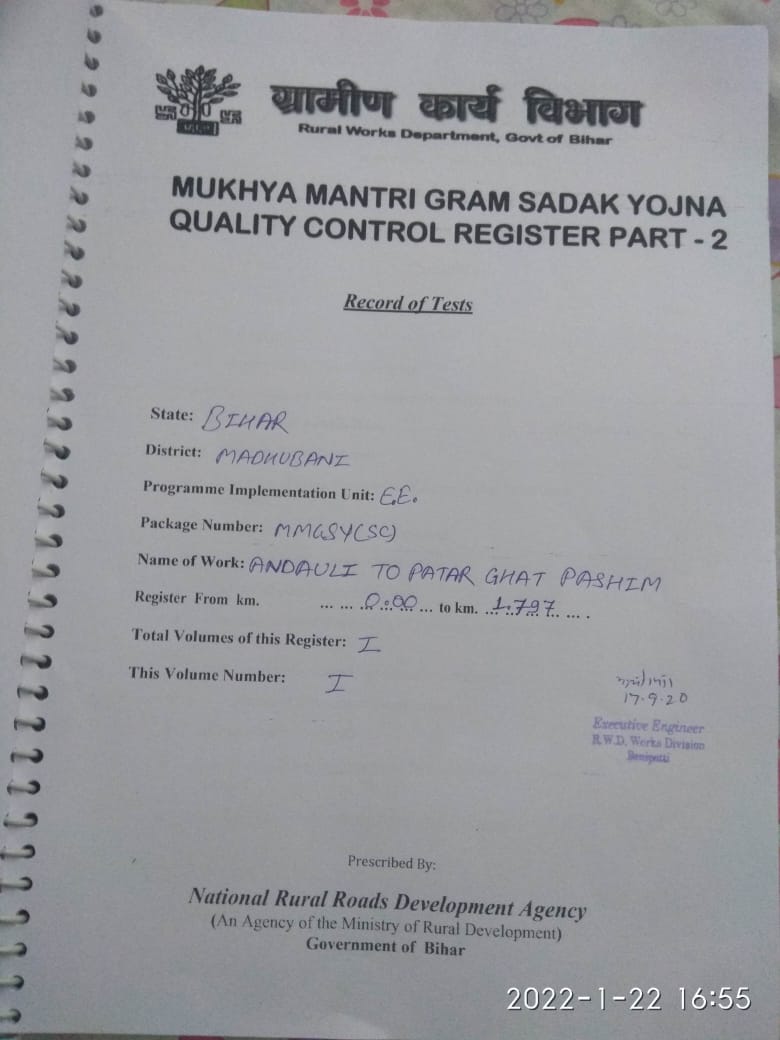 ग्रामीण कार्य विभाग
Rural Works Department, Govt of Bihar
MUKHYA MANTRI GRAM SADAK YOJNA
QUALITY CONTROL REGISTER PART - 2
Record of Tests
State: BIHAR
District: MADHUBANI
Programme Implementation Unit: E.E.
Package Number: MMGSY(SC)
Name of Work: ANDAULI TO PATAR GHAT PASHIM
Register From km. ... ... 0.00 ... to km. ... 1.797 ... ... .
Total Volumes of this Register: I
This Volume Number: I
17.9.20
Executive Engineer
R.W.D. Works Division
Benipatti
Prescribed By:
National Rural Roads Development Agency
(An Agency of the Ministry of Rural Development)
Government of Bihar
2022-1-22 16:55